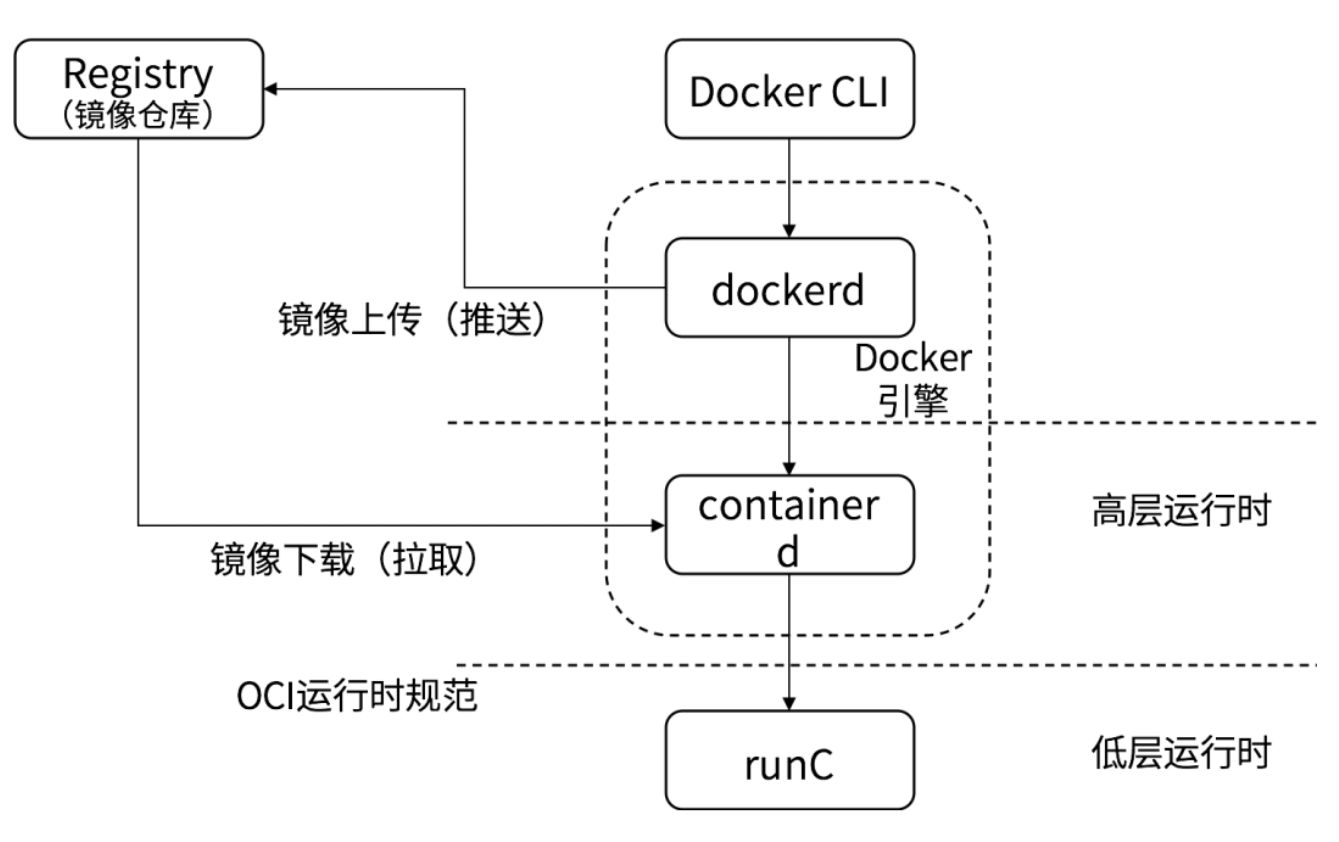 Registry
（镜像仓库）
Docker CLI
dockerd
镜像上传（推送）
Docker
引擎
container
d
高层运行时
镜像下载（拉取）
OCI运行时规范
runC
低层运行时